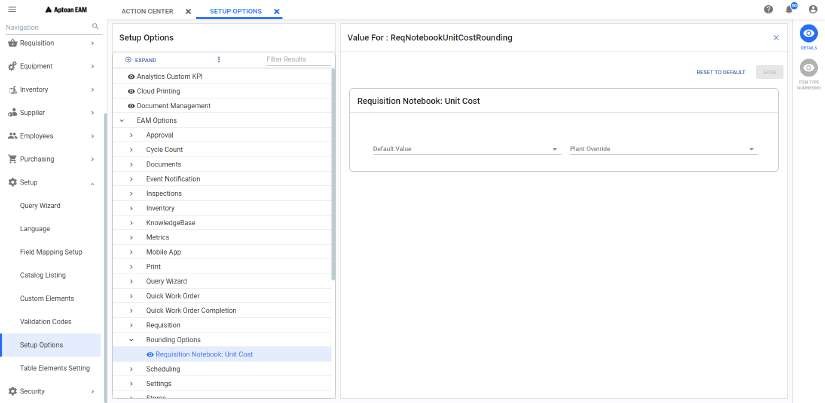 Aptean EAM
ACTION CENTER
SETUP OPTIONS
Navigation
Requisition
Equipment
Inventory
Supplier
Employees
Purchasing
Setup
Query Wizard
Language
Field Mapping Setup
Catalog Listing
Custom Elements
Validation Codes
Setup Options
Table Elements Setting
Security
Setup Options
EXPAND
Filter Results
Analytics Custom KPI
Cloud Printing
Document Management
EAM Options
Approval
Cycle Count
Documents
Event Notification
Inspections
Inventory
KnowledgeBase
Metrics
Mobile App
Print
Query Wizard
Quick Work Order
Quick Work Order Completion
Requisition
Rounding Options
Requisition Notebook: Unit Cost
Scheduling
Settings
Stores
Value For : ReqNotebookUnitCostRounding
RESET TO DEFAULT
SAVE
Requisition Notebook: Unit Cost
Default Value
Plant Override
DETAILS